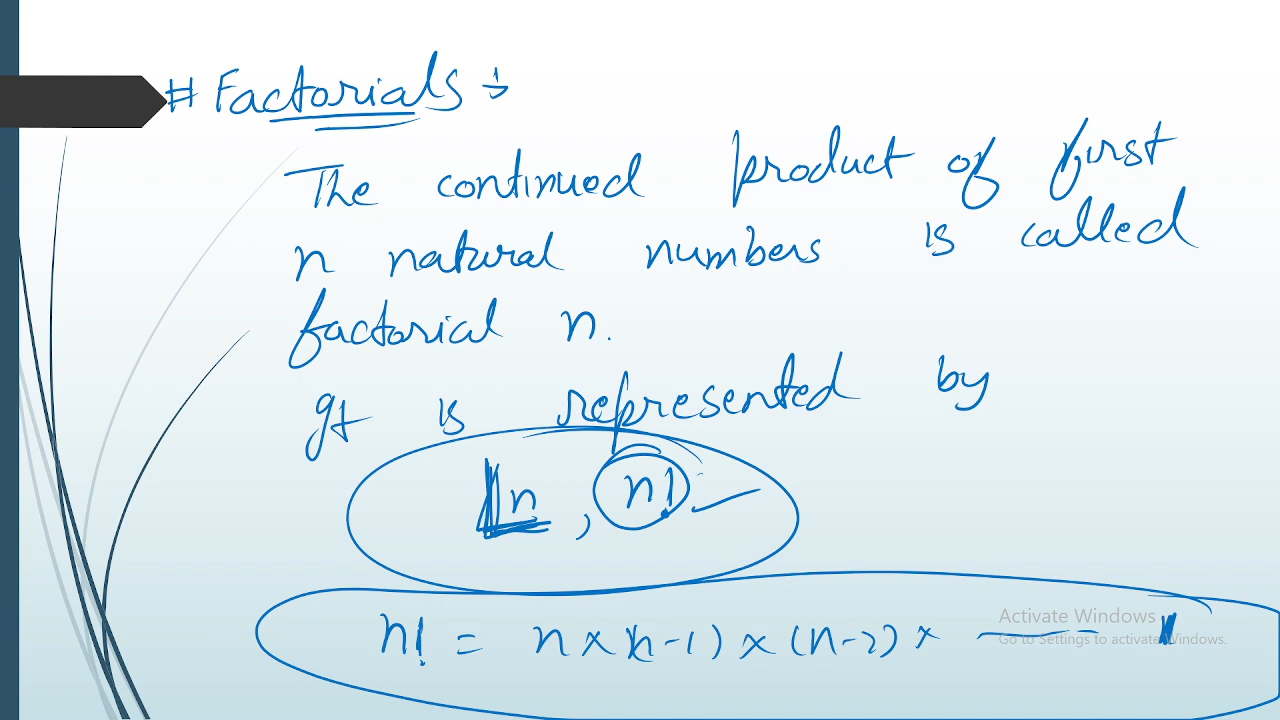 # Factorials :
The continued product of first
n natural numbers is called
factorial n.
It is represented by
|n , n!
n! = n × (n-1) × (n-2) × ---- 1
Activate Windows
Go to Settings to activate Windows.